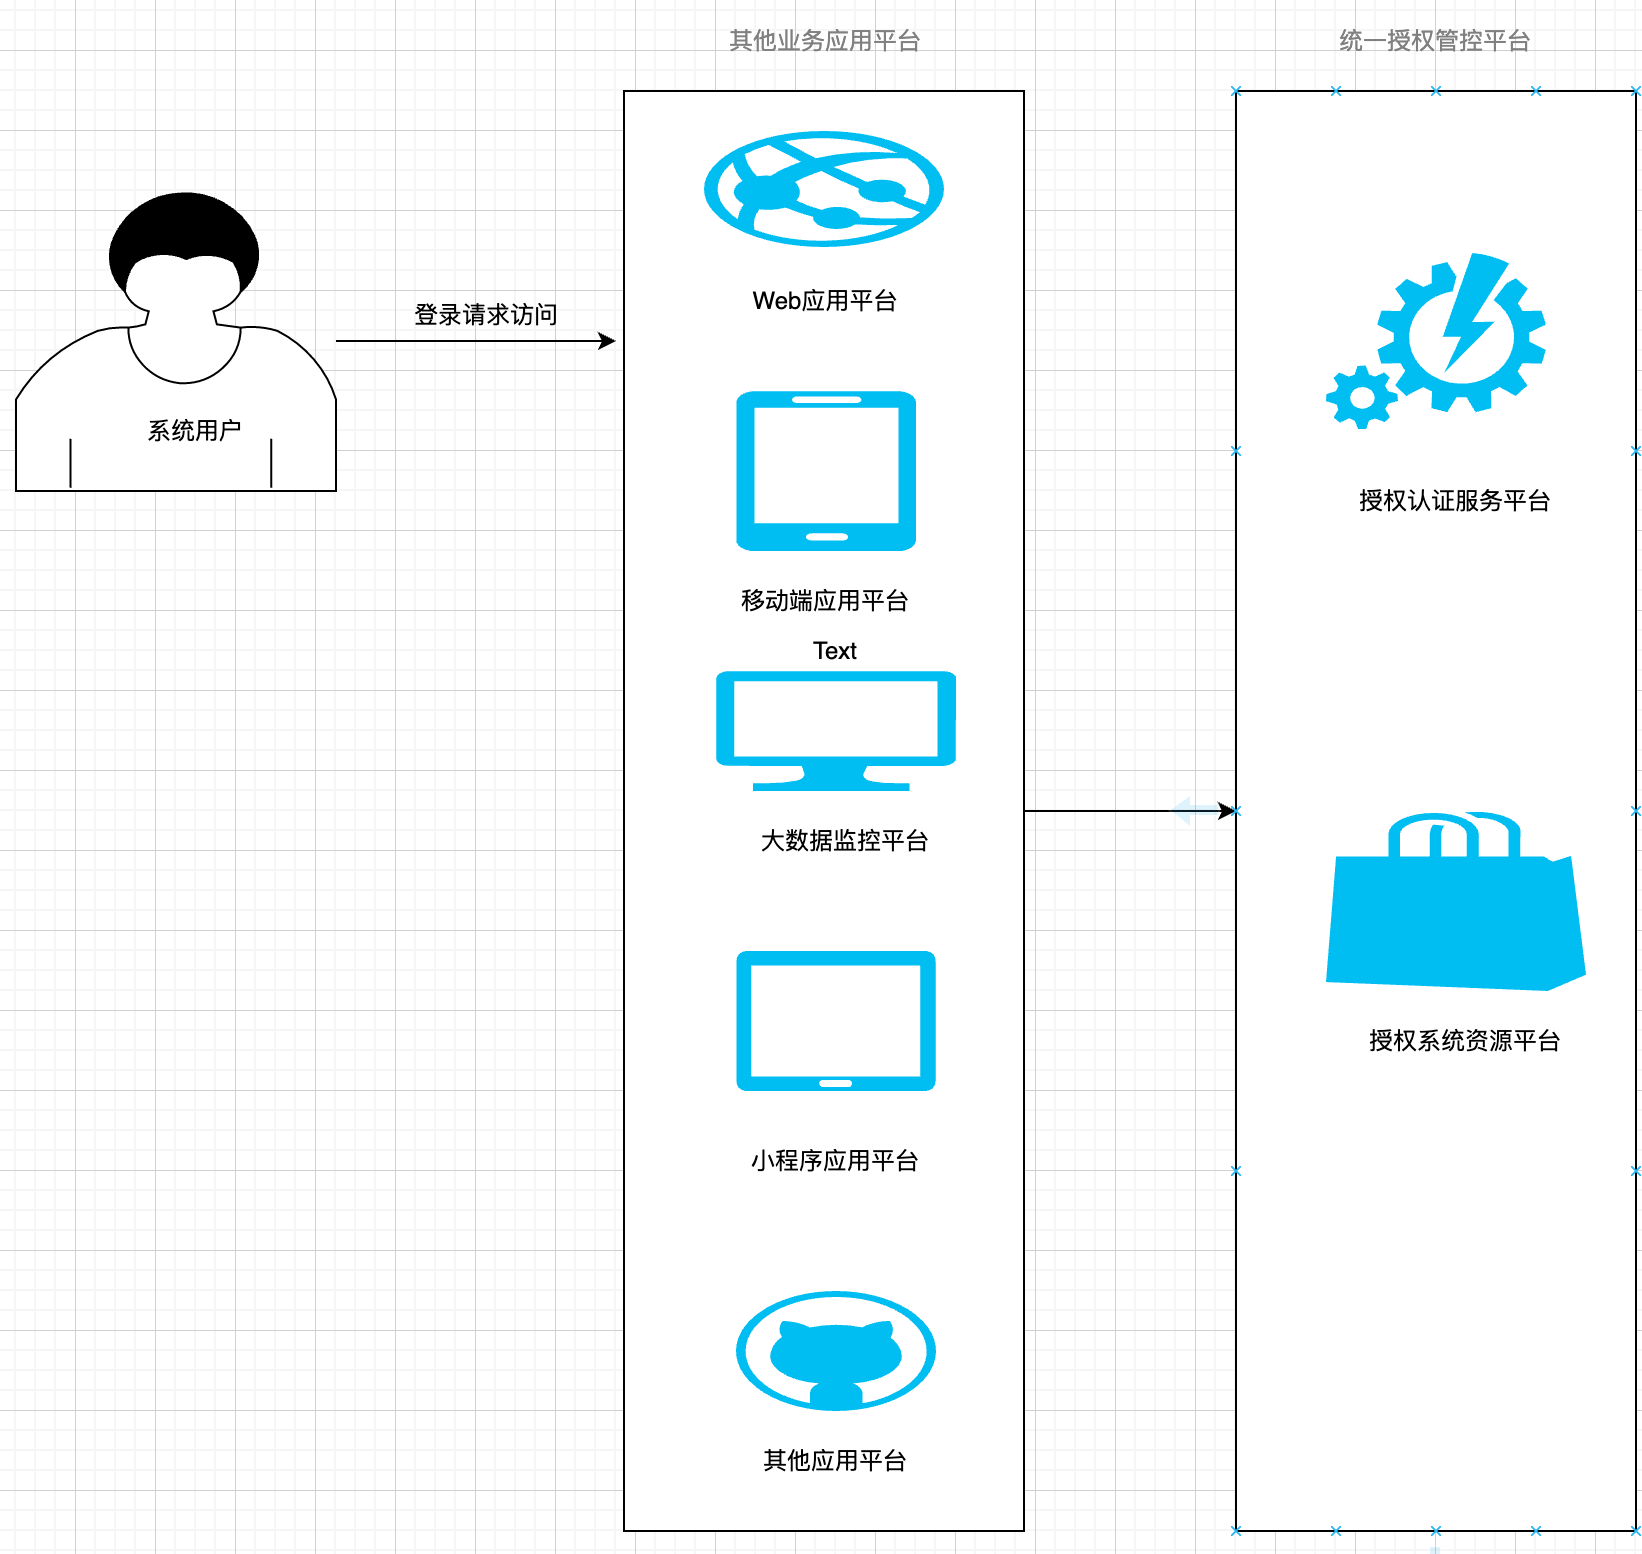 其他业务应用平台
统一授权管控平台
Web应用平台
登录请求访问
系统用户
授权认证服务平台
移动端应用平台
Text
大数据监控平台
授权系统资源平台
小程序应用平台
其他应用平台